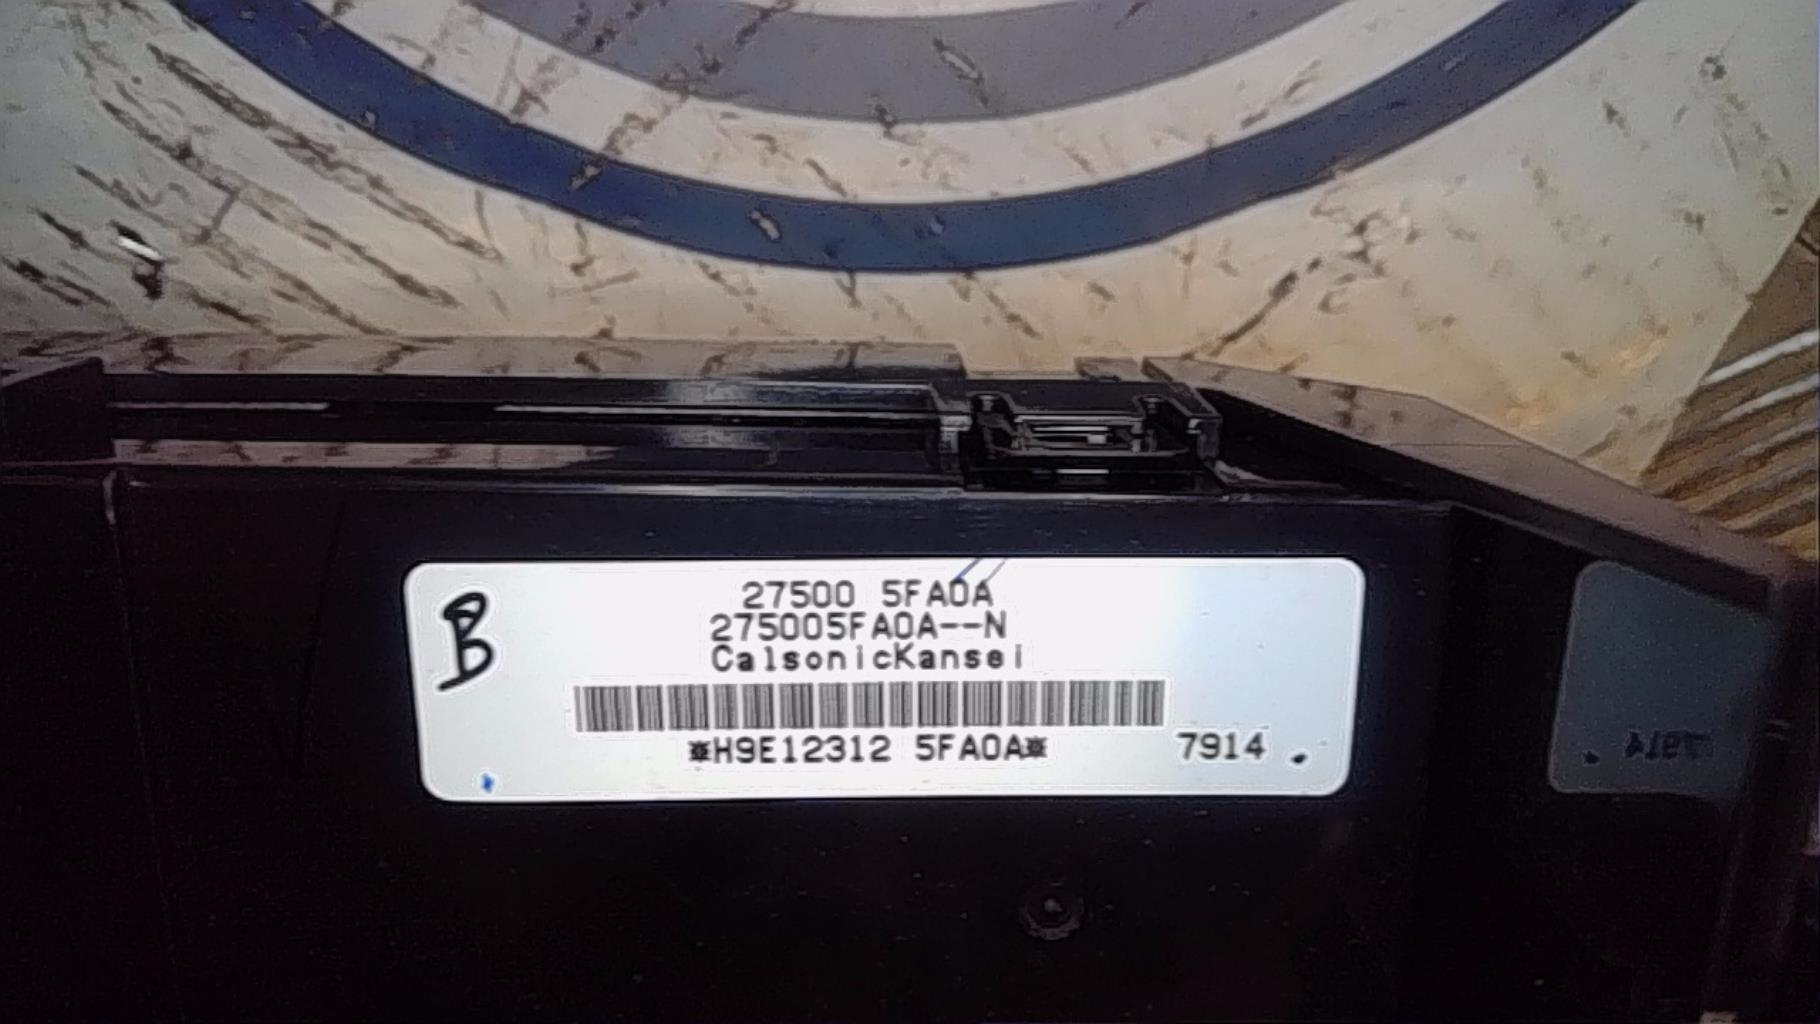 B
27500 5FA0A
275005FA0A--N
CalsonicKansei
*H9E12312 5FA0A*
7914 .